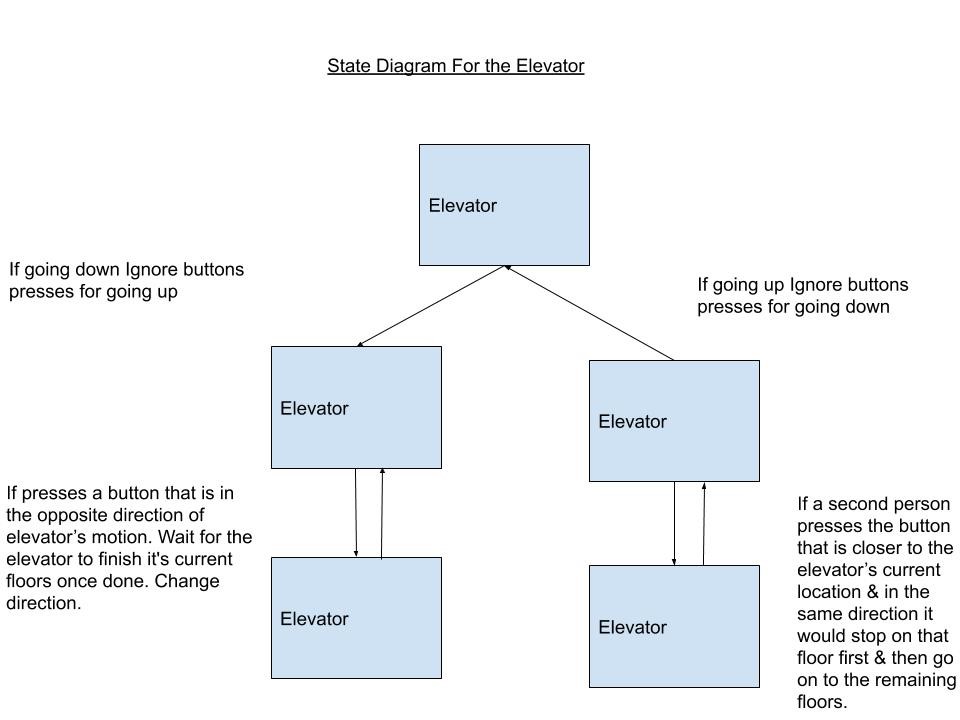 State Diagram For the Elevator
Elevator
If going down Ignore buttons
presses for going up
If going up Ignore buttons
presses for going down
Elevator
Elevator
If presses a button that is in
the opposite direction of
elevator’s motion. Wait for the
elevator to finish it's current
floors once done. Change
direction.
If a second person
presses the button
that is closer to the
elevator’s current
location & in the
same direction it
would stop on that
floor first & then go
on to the remaining
floors.
Elevator
Elevator